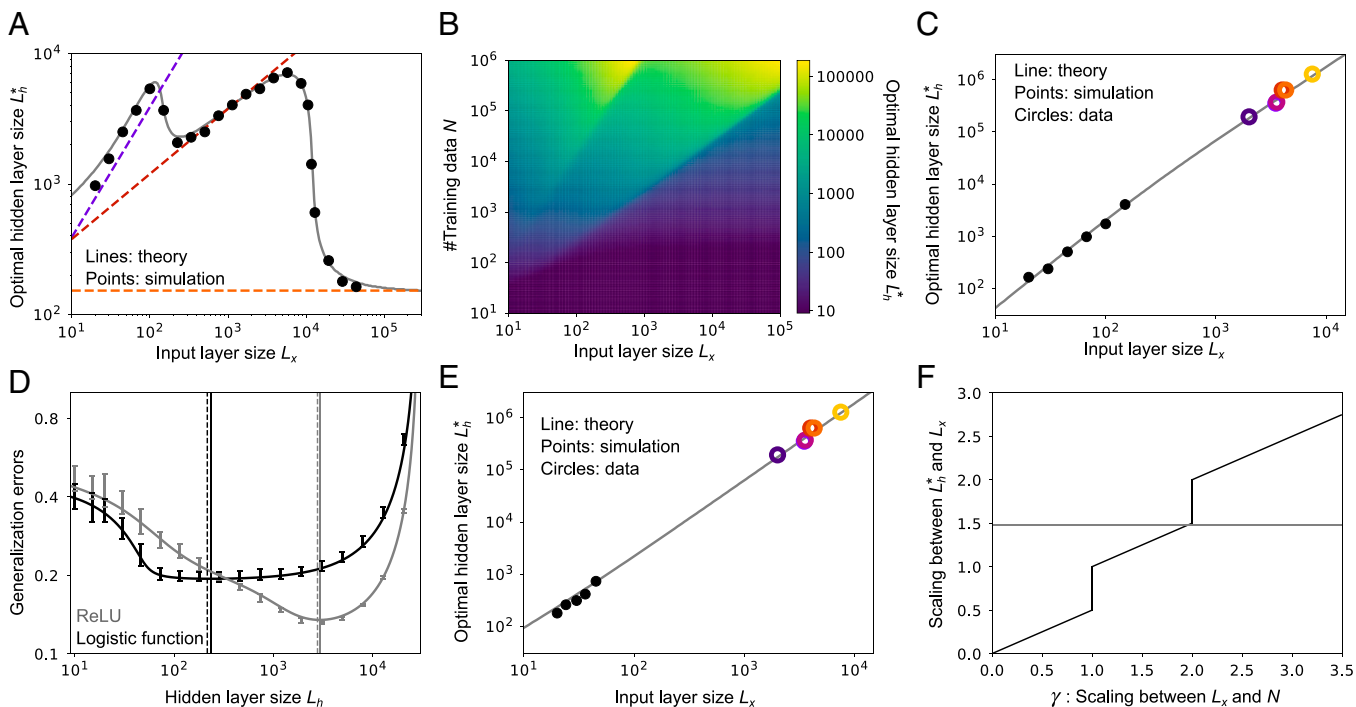 A
Optimal hidden layer size L_h^*
10^4
10^3
10^2
Lines: theory
Points: simulation
10^1
10^2
10^3
10^4
10^5
Input layer size L_x
B
#Training data N
10^6
10^5
10^4
10^3
10^2
10^1
10^1
10^2
10^3
10^4
10^5
Input layer size L_x
100000
10000
1000
100
10
Optimal hidden layer size L_h^*
C
Optimal hidden layer size L_h^*
10^6
10^5
10^4
10^3
10^2
Line: theory
Points: simulation
Circles: data
10^1
10^2
10^3
10^4
Input layer size L_x
D
Generalization errors
0.8
0.4
0.2
0.1
ReLU
Logistic function
10^1
10^2
10^3
10^4
Hidden layer size L_h
E
Optimal hidden layer size L_h^*
10^6
10^5
10^4
10^3
10^2
Line: theory
Points: simulation
Circles: data
10^1
10^2
10^3
10^4
Input layer size L_x
F
Scaling between L_h^* and L_x
3.0
2.5
2.0
1.5
1.0
0.5
0.0
0.0
0.5
1.0
1.5
2.0
2.5
3.0
3.5
γ : Scaling between L_x and N